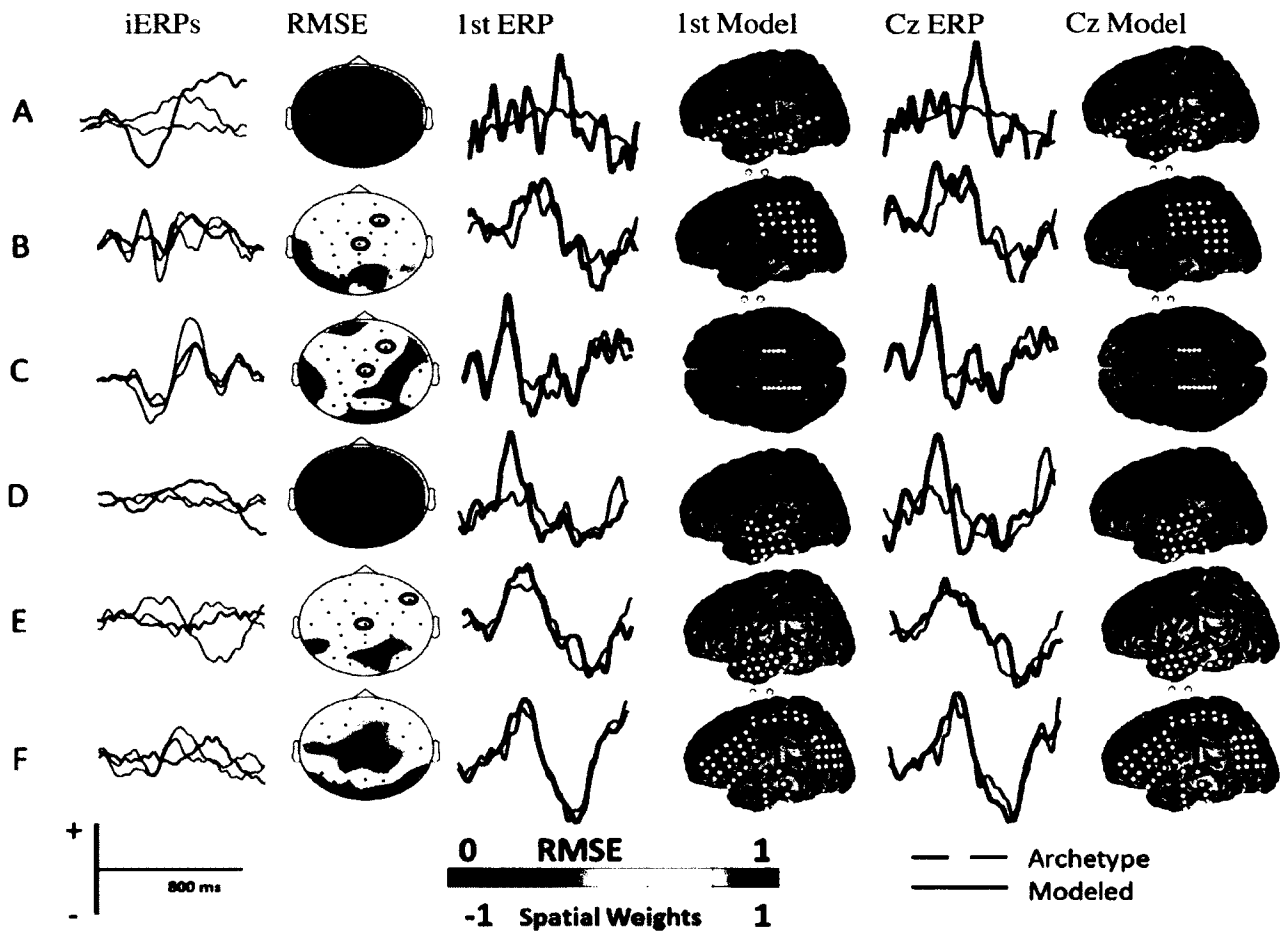 iERPs RMSE 1st ERP 1st Model Cz ERP Cz Model
A
B
C
D
E
F
+
800 ms
-
0 RMSE 1
-1 Spatial Weights 1
Archetype
Modeled